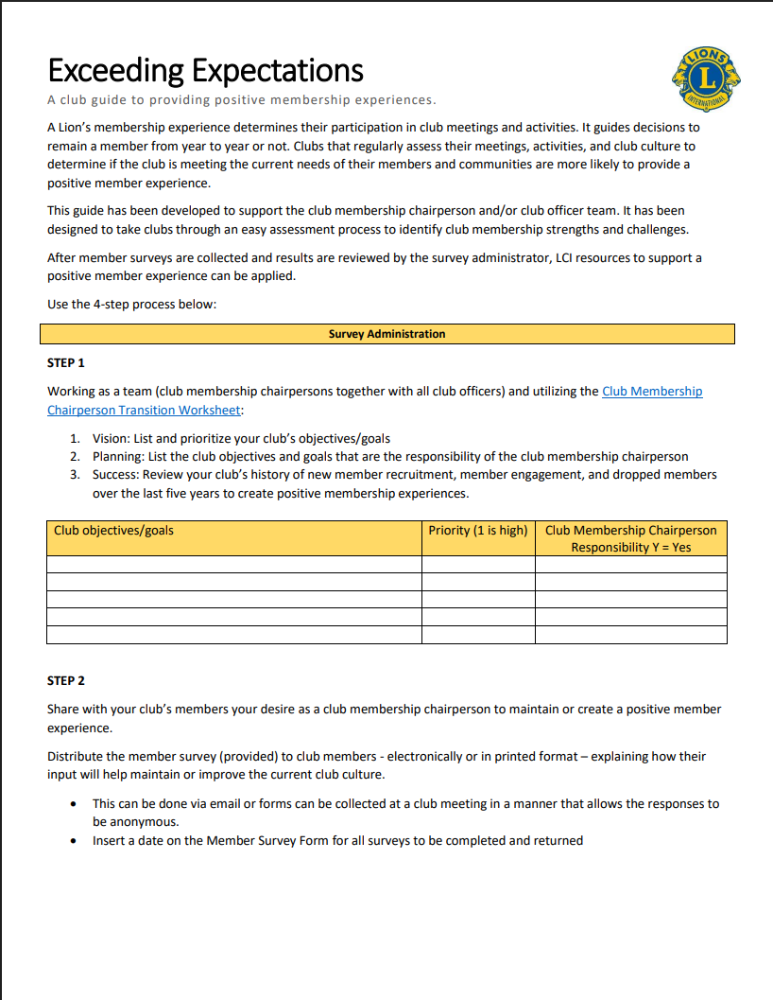 Exceeding Expectations
A club guide to providing positive membership experiences.
LIONS
L
INTERNATIONAL
A Lion’s membership experience determines their participation in club meetings and activities. It guides decisions to
remain a member from year to year or not. Clubs that regularly assess their meetings, activities, and club culture to
determine if the club is meeting the current needs of their members and communities are more likely to provide a
positive member experience.
This guide has been developed to support the club membership chairperson and/or club officer team. It has been
designed to take clubs through an easy assessment process to identify club membership strengths and challenges.
After member surveys are collected and results are reviewed by the survey administrator, LCI resources to support a
positive member experience can be applied.
Use the 4-step process below:
Survey Administration
STEP 1
Working as a team (club membership chairpersons together with all club officers) and utilizing the Club Membership
Chairperson Transition Worksheet:
1. Vision: List and prioritize your club’s objectives/goals
2. Planning: List the club objectives and goals that are the responsibility of the club membership chairperson
3. Success: Review your club’s history of new member recruitment, member engagement, and dropped members
over the last five years to create positive membership experiences.
Club objectives/goals Priority (1 is high) Club Membership Chairperson
Responsibility Y = Yes
STEP 2
Share with your club’s members your desire as a club membership chairperson to maintain or create a positive member
experience.
Distribute the member survey (provided) to club members - electronically or in printed format – explaining how their
input will help maintain or improve the current club culture.
• This can be done via email or forms can be collected at a club meeting in a manner that allows the responses to
be anonymous.
• Insert a date on the Member Survey Form for all surveys to be completed and returned